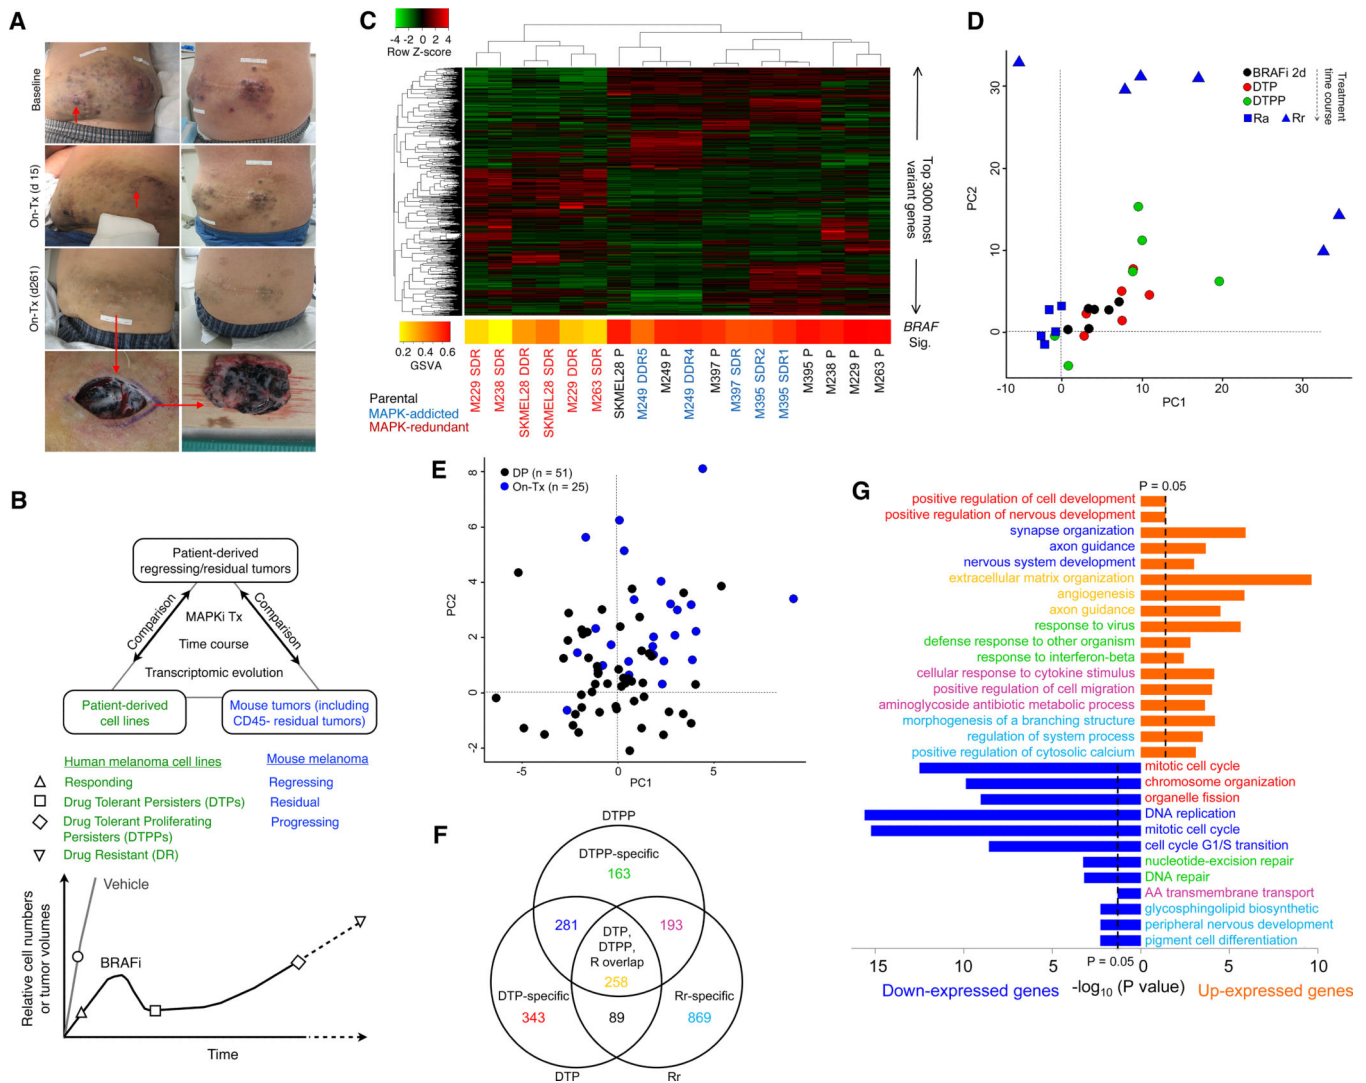 A
Baseline
On-Tx (d 15)
On-Tx (d261)
B
Patient-derived
regressing/residual tumors
Comparison
Comparison
MAPKi Tx
Time course
Transcriptomic evolution
Patient-derived
cell lines
Mouse tumors (including
CD45- residual tumors)
Human melanoma cell lines
Mouse melanoma
Responding
Regressing
Drug Tolerant Persisters (DTPs)
Residual
Drug Tolerant Proliferating
Persisters (DTPPs)
Progressing
Drug Resistant (DR)
Vehicle
BRAFi
Relative cell numbers
or tumor volumes
Time
C
-4 -2 0 2 4
Row Z-score
Top 3000 most
variant genes
BRAF
Sig.
0.2 0.6
GSVA
Parental
MAPK-addicted
MAPK-redundant
M229 SDR
M238 SDR
SKMEL28 DDR
SKMEL28 SDR
M229 DDR
M263 SDR
SKMEL28 P
M249 DDR5
M249 P
M249 DDR4
M397 P
M397 SDR
M395 SDR2
M395 SDR1
M395 P
M238 P
M229 P
M263 P
D
BRAFi 2d
DTP
DTPP
Ra Rr
Treatment
time course
30
20
10
0
PC2
-10 0 10 20 30
PC1
E
DP (n = 51)
On-Tx (n = 25)
8
6
4
2
0
-2
PC2
-5 0 5
PC1
F
DTPP
DTPP-specific
163
281
193
DTP,
DTPP,
R overlap
258
DTP-specific
343
89
Rr-specific
869
DTP
Rr
G
P = 0.05
positive regulation of cell development
positive regulation of nervous development
synapse organization
axon guidance
nervous system development
extracellular matrix organization
angiogenesis
axon guidance
response to virus
defense response to other organism
response to interferon-beta
cellular response to cytokine stimulus
positive regulation of cell migration
aminoglycoside antibiotic metabolic process
morphogenesis of a branching structure
regulation of system process
positive regulation of cytosolic calcium
mitotic cell cycle
chromosome organization
organelle fission
DNA replication
mitotic cell cycle
cell cycle G1/S transition
nucleotide-excision repair
DNA repair
AA transmembrane transport
glycosphingolipid biosynthetic
peripheral nervous development
pigment cell differentiation
P = 0.05
15 10 5 0 5 10
Down-expressed genes
-log10 (P value)
Up-expressed genes